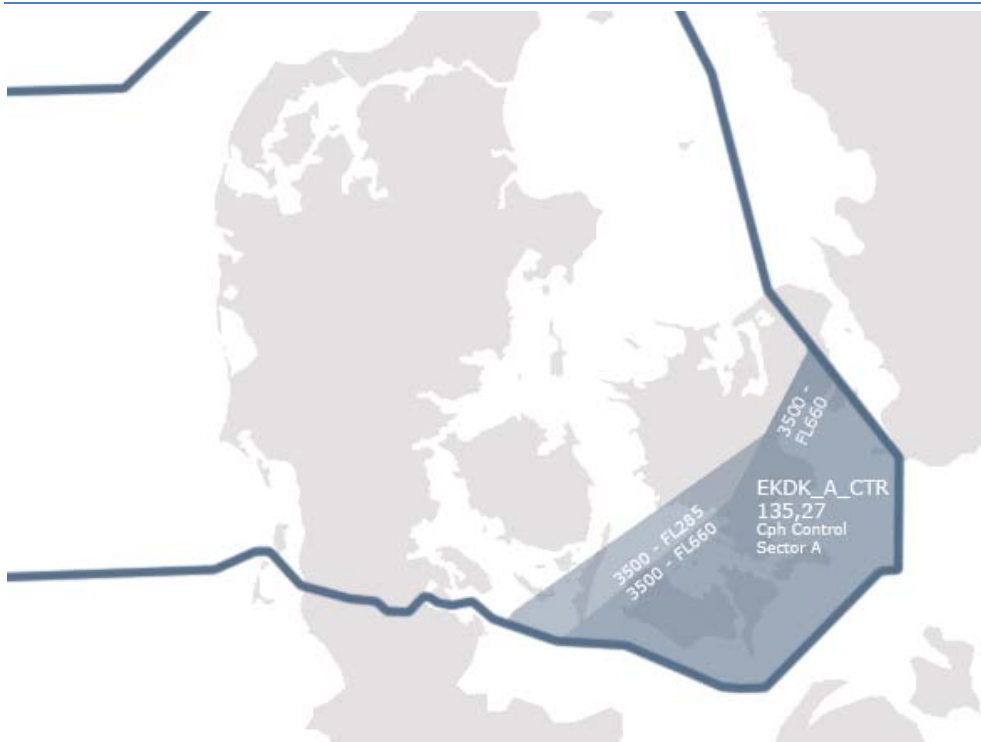 3500 -
FL660
EKDK_A_CTR
135,27
Cph Control
Sector A
3500 - FL285
3500 - FL660